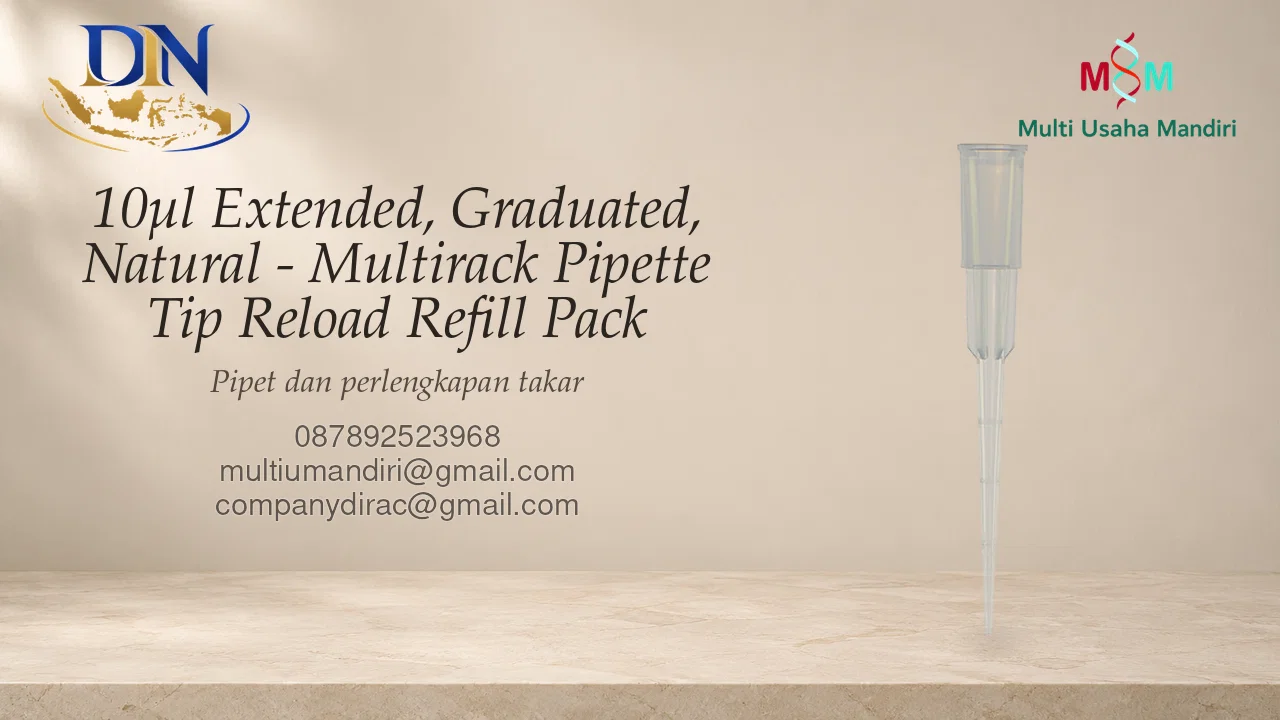 DIN
M M
Multi Usaha Mandiri
10µl Extended, Graduated,
Natural - Multirack Pipette
Tip Reload Refill Pack
Pipet dan perlengkapan takar
087892523968
multiumandiri@gmail.com
companydirac@gmail.com